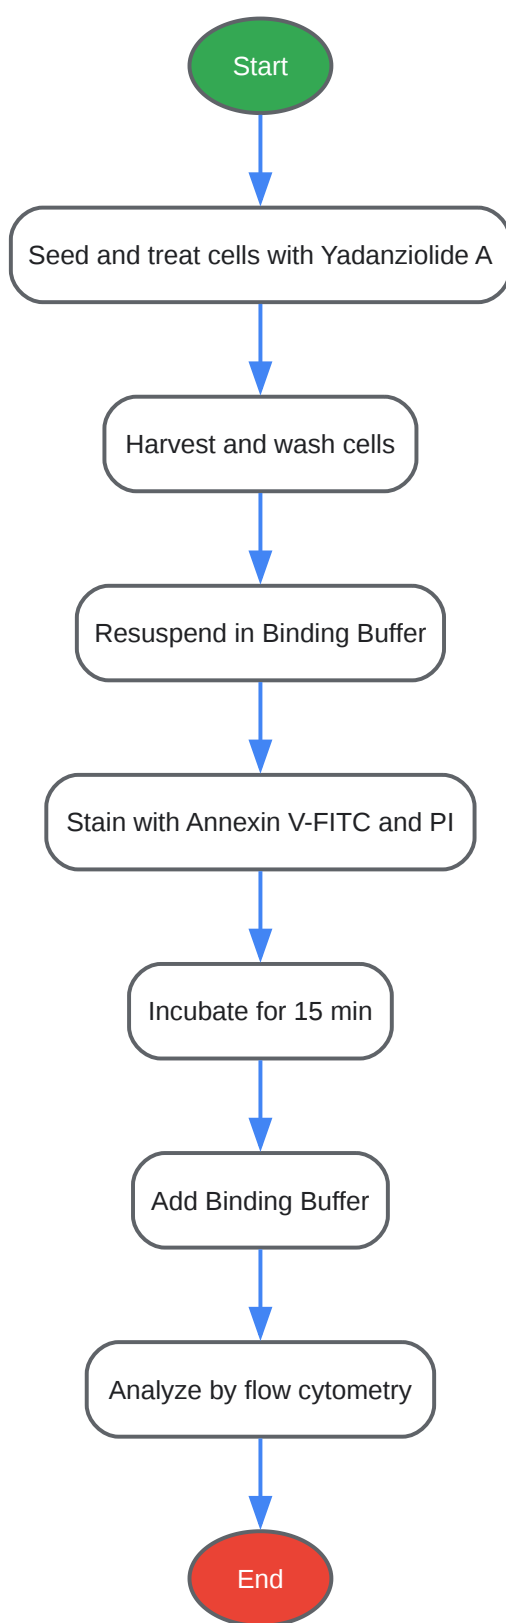 Start
Seed and treat cells with Yadanziolide A
Harvest and wash cells
Resuspend in Binding Buffer
Stain with Annexin V-FITC and PI
Incubate for 15 min
Add Binding Buffer
Analyze by flow cytometry
End